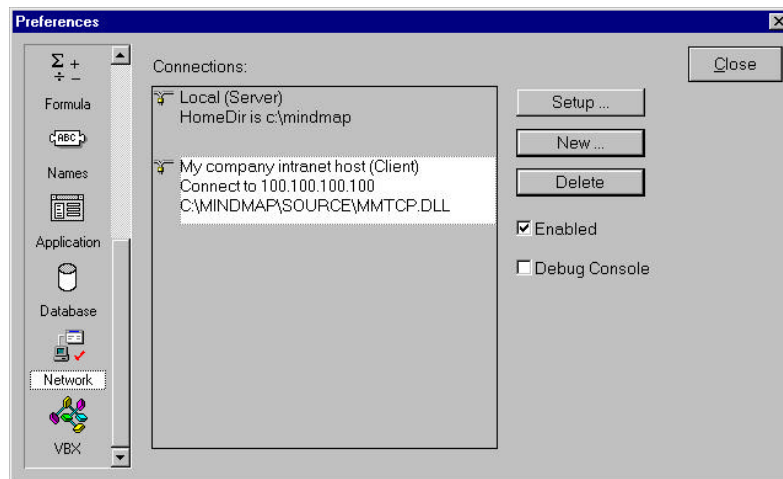 Preferences
Σ +
÷ −
Formula
ABC
Names
Application
Database
Network
VBX
Connections:
Local (Server)
HomeDir is c:\mindmap
My company intranet host (Client)
Connect to 100.100.100.100
C:\MINDMAP\SOURCE\MMTCP.DLL
Setup ...
New ...
Delete
Enabled
Debug Console
Close